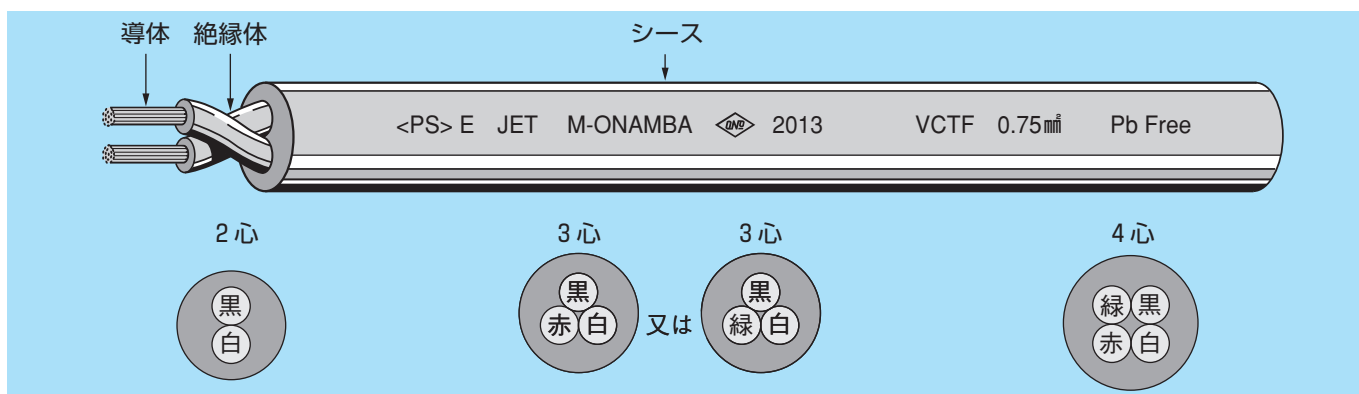 導体 絶縁体 シース
<PS> E JET M-ONAMBA ONO 2013 VCTF 0.75㎟ Pb Free
2心 3心 3心 4心
黒 黒 黒 緑 黒
白 赤 白 又は 緑 白 赤 白